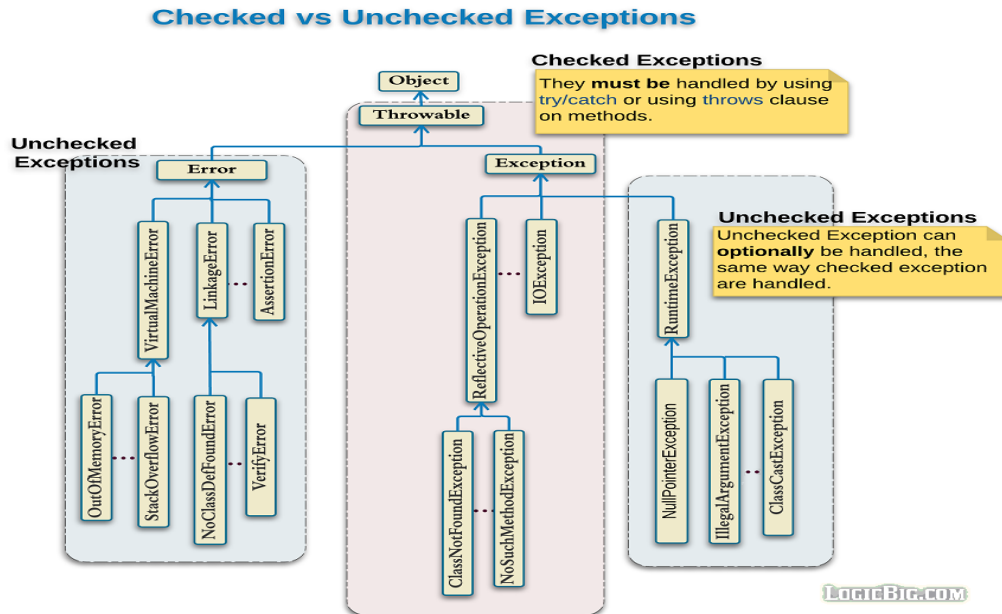 Checked vs Unchecked Exceptions
Checked Exceptions
They must be handled by using
try/catch or using throws clause
on methods.
Object
Throwable
Unchecked
Exceptions
Error
Exception
Unchecked Exceptions
Unchecked Exception can
optionally be handled, the
same way checked exception
are handled.
VirtualMachineError
LinkageError
AssertionError
ReflectiveOperationException
IOException
RuntimeException
OutOfMemoryError
StackOverflowError
NoClassDefFoundError
VerifyError
ClassNotFoundException
NoSuchMethodException
NullPointerException
IllegalArgumentException
ClassCastException
LogicBig.com